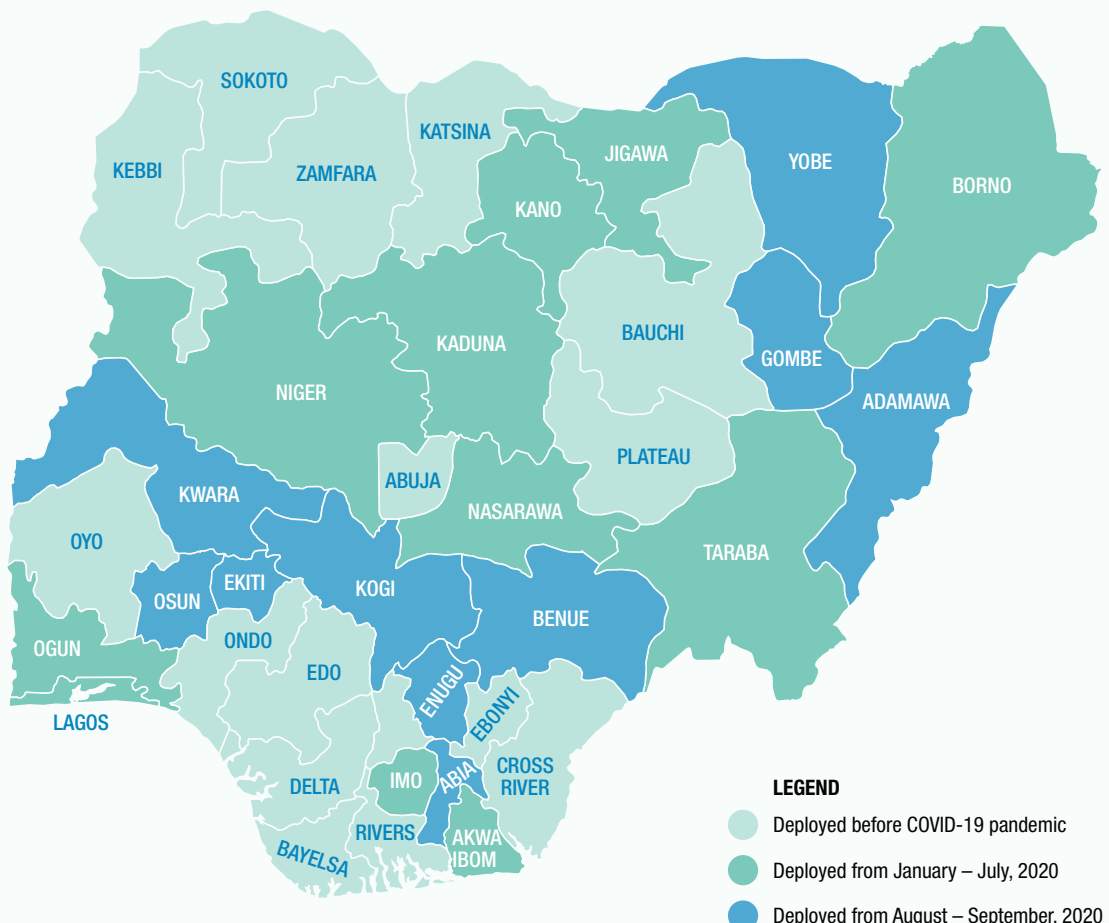 SOKOTO
KATSINA
KEBBI
ZAMFARA
JIGAWA
YOBE
BORNO
KANO
BAUCHI
KADUNA
GOMBE
NIGER
ADAMAWA
PLATEAU
ABUJA
KWARA
NASARAWA
OYO
TARABA
EKITI
KOGI
OSUN
BENUE
ONDO
OGUN
EDO
ENUGU
EBONYI
LAGOS
CROSS
RIVER
ABIA
IMO
DELTA
RIVERS
AKWA
IBOM
BAYELSA
LEGEND
Deployed before COVID-19 pandemic
Deployed from January – July, 2020
Deployed from August – September, 2020